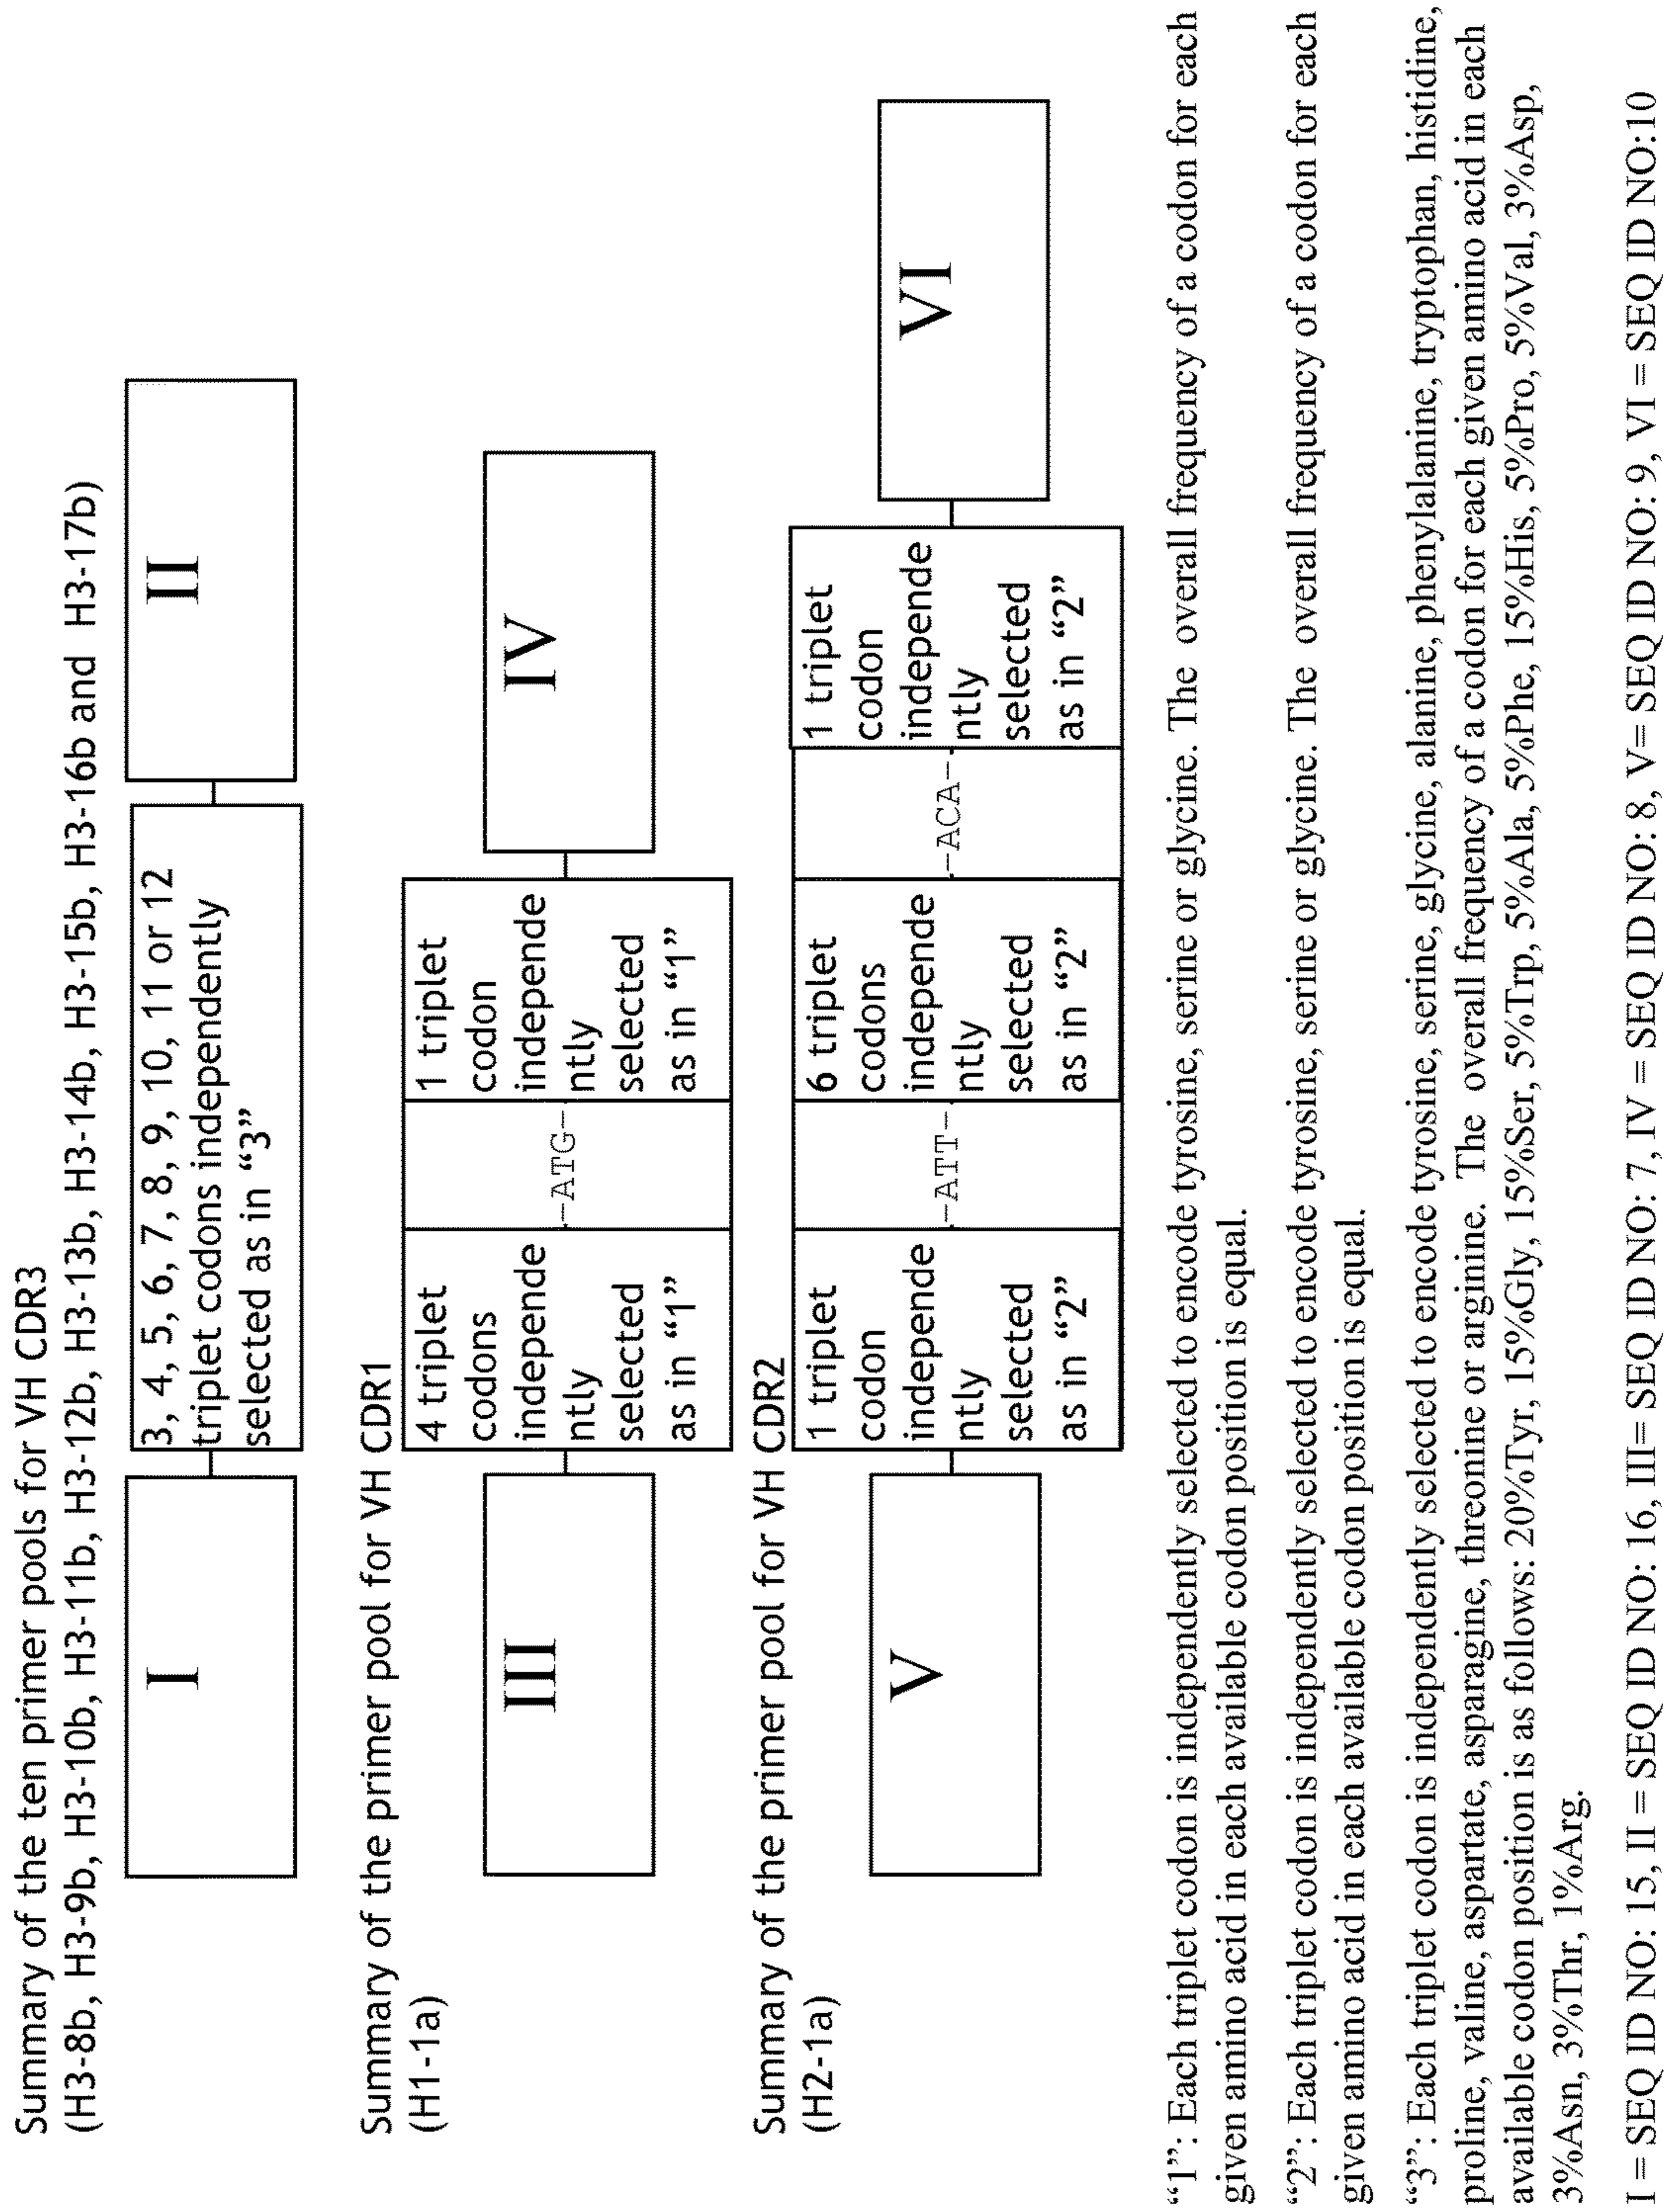 Summary of the ten primer pools for VH CDR3
(H3-8b, H3-9b, H3-10b, H3-11b, H3-12b, H3-13b, H3-14b, H3-15b, H3-16b and H3-17b)
I
3, 4, 5, 6, 7, 8, 9, 10, 11 or 12
triplet codons independently
selected as in “3”
II
Summary of the primer pool for VH CDR1
(H1-1a)
III
4 triplet
codons
independe
ntly
selected
as in “1”
-ATG-
1 triplet
codon
independe
ntly
selected
as in “1”
IV
Summary of the primer pool for VH CDR2
(H2-1a)
V
1 triplet
codon
independe
ntly
selected
as in “2”
-ATT-
6 triplet
codons
independe
ntly
selected
as in “2”
-ACA-
1 triplet
codon
independe
ntly
selected
as in “2”
VI
“1”: Each triplet codon is independently selected to encode tyrosine, serine or glycine. The overall frequency of a codon for each
given amino acid in each available codon position is equal.
“2”: Each triplet codon is independently selected to encode tyrosine, serine or glycine. The overall frequency of a codon for each
given amino acid in each available codon position is equal.
“3”: Each triplet codon is independently selected to encode tyrosine, serine, glycine, alanine, phenylalanine, tryptophan, histidine,
proline, valine, aspartate, asparagine, threonine or arginine. The overall frequency of a codon for each given amino acid in each
available codon position is as follows: 20%Tyr, 15%Gly, 15%Ser, 5%Trp, 5%Ala, 5%Phe, 15%His, 5%Pro, 5%Val, 3%Asp,
3%Asn, 3%Thr, 1%Arg.
I = SEQ ID NO: 15, II = SEQ ID NO: 16, III= SEQ ID NO: 7, IV = SEQ ID NO: 8, V= SEQ ID NO: 9, VI = SEQ ID NO:10